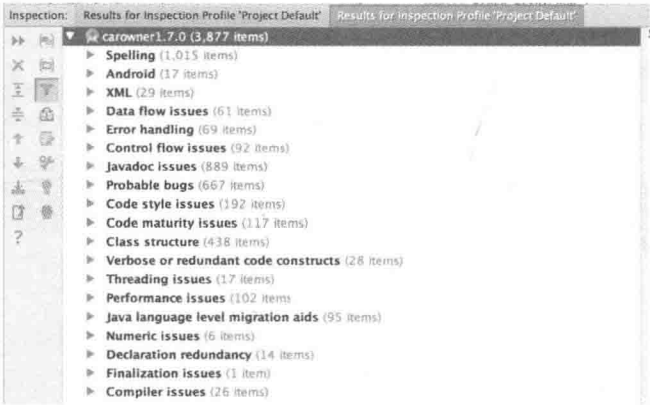 Inspection: Results for Inspection Profile 'Project Default' Results for Inspection Profile 'Project Default'
carowner1.7.0 (3,877 items)
Spelling (1,015 items)
Android (17 items)
XML (29 items)
Data flow issues (61 items)
Error handling (69 items)
Control flow issues (92 items)
Javadoc issues (889 items)
Probable bugs (667 items)
Code style issues (192 items)
Code maturity issues (117 items)
Class structure (438 items)
Verbose or redundant code constructs (28 items)
Threading issues (17 items)
Performance issues (102 items
Java language level migration aids (95 items)
Numeric issues (6 items)
Declaration redundancy (14 items)
Finalization issues (1 item)
Compiler issues (26 items)
?